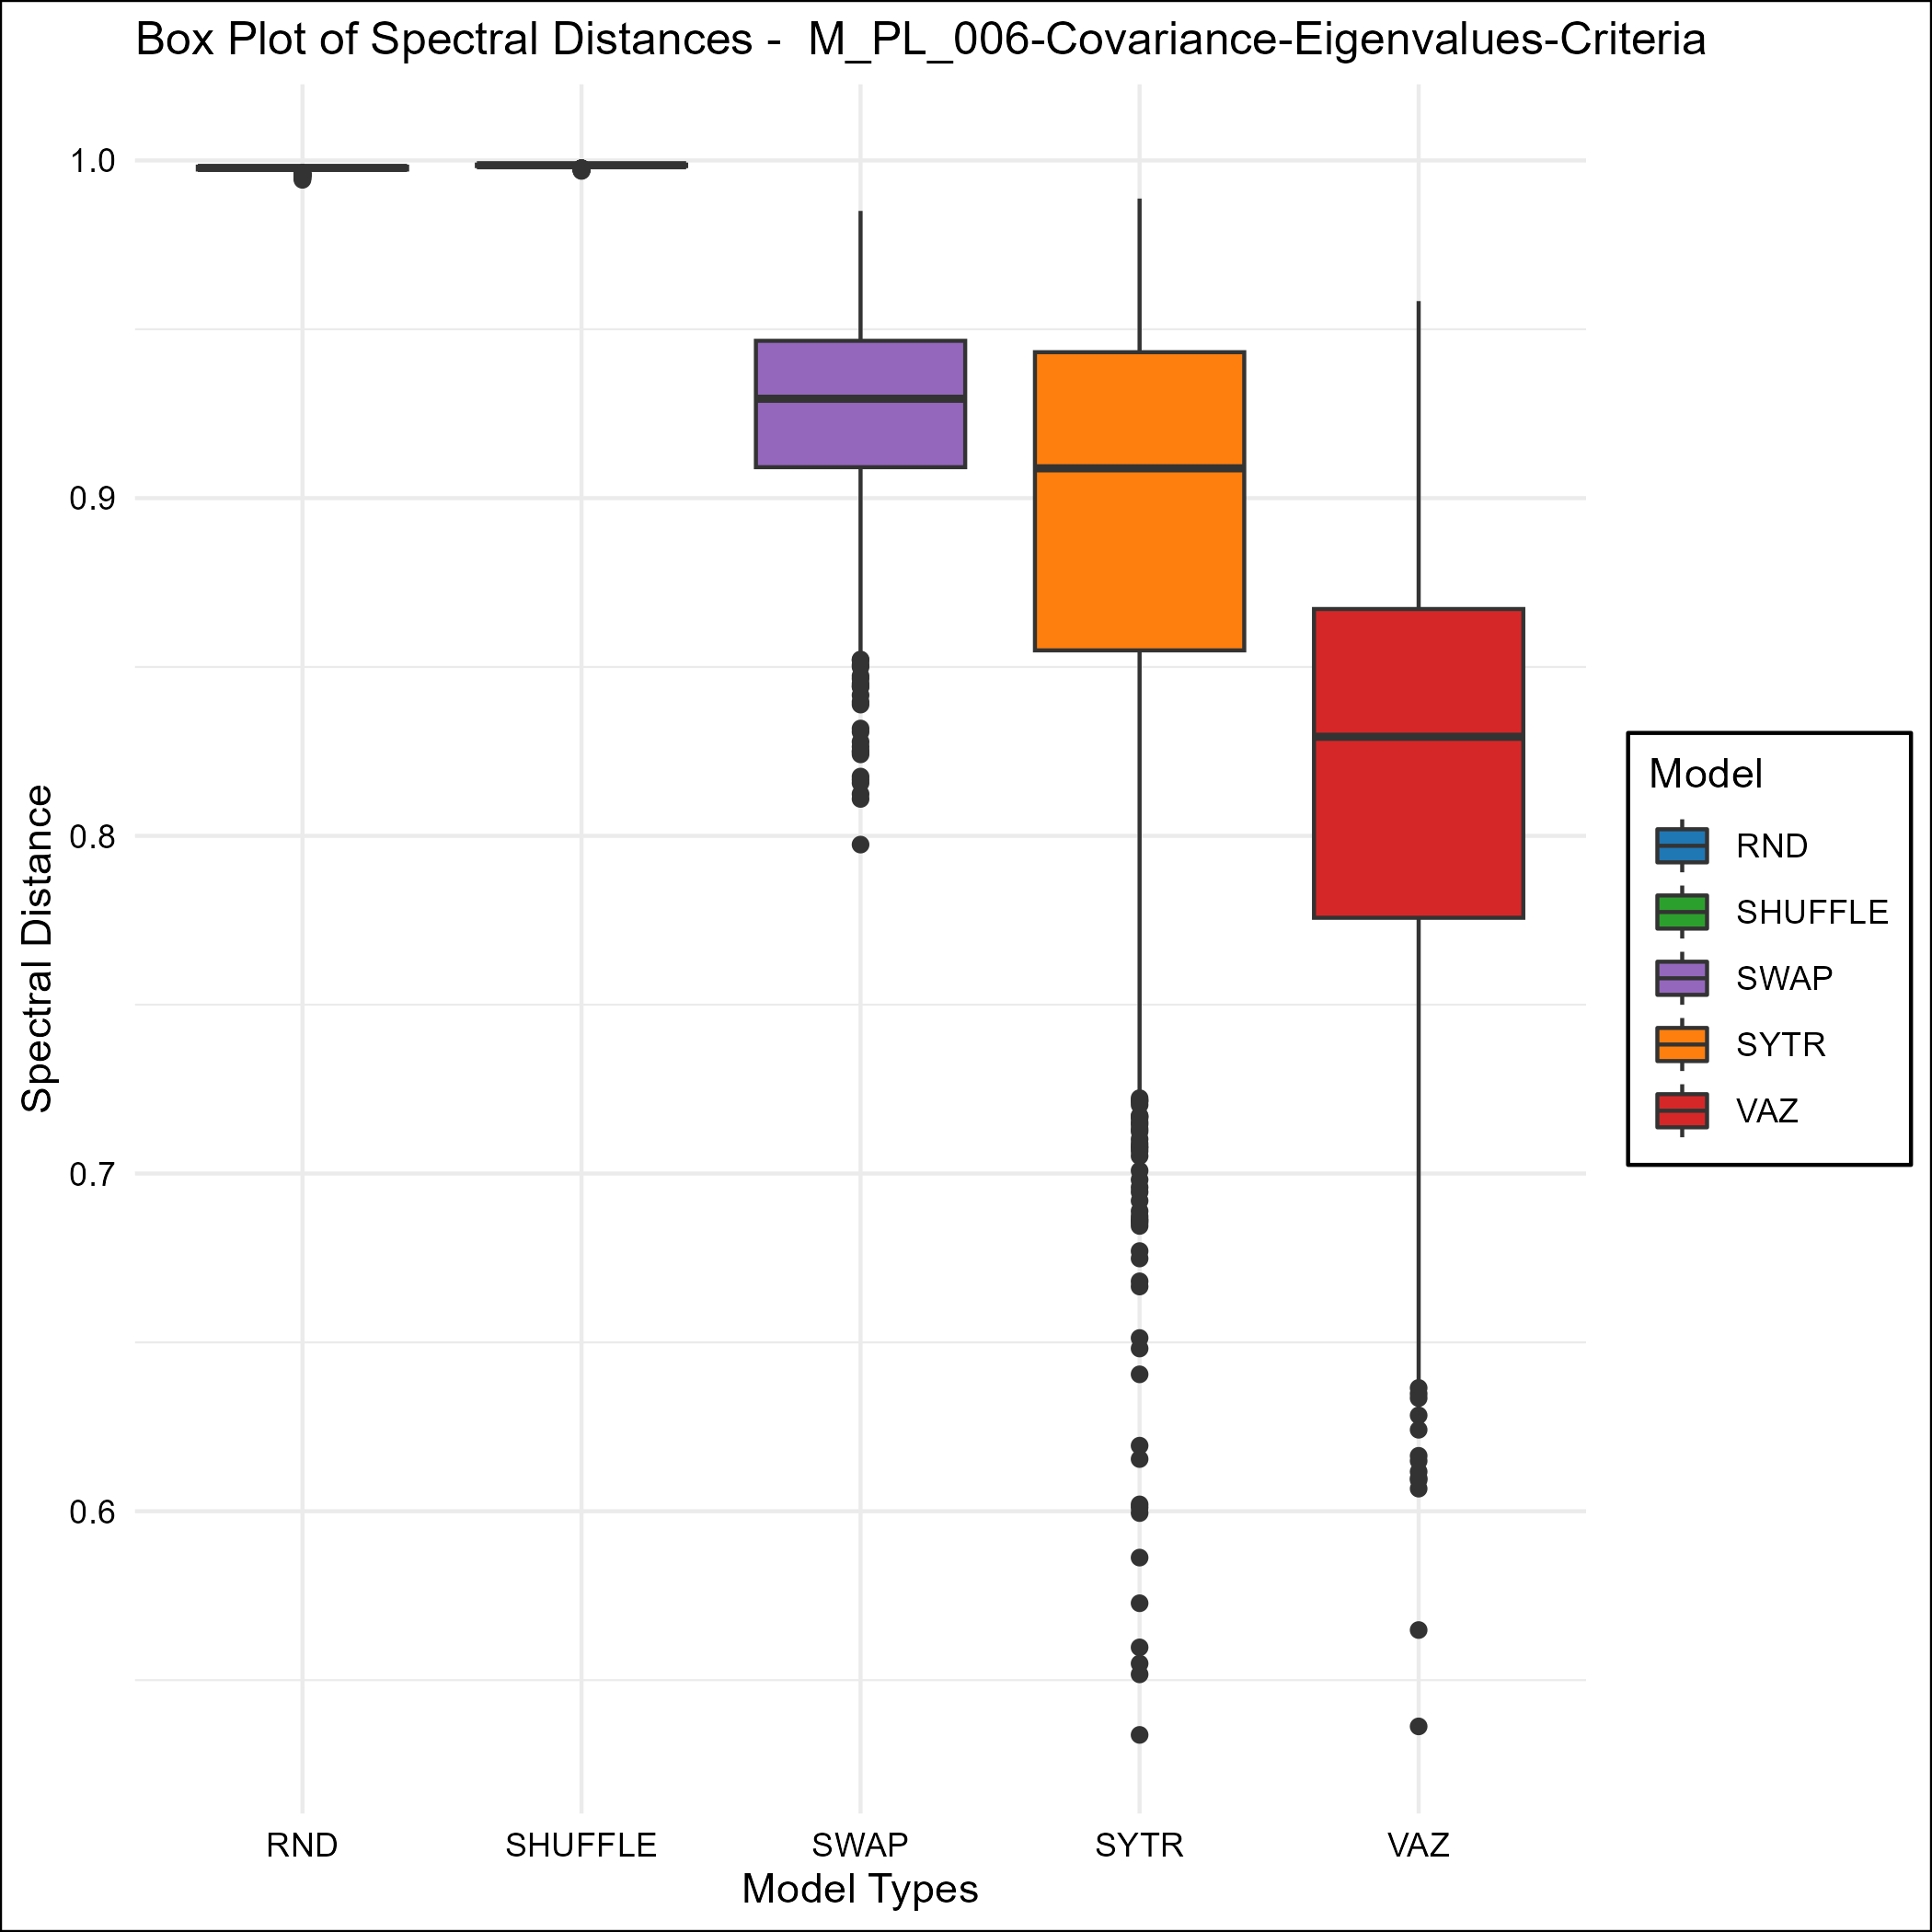 Box Plot of Spectral Distances -  M_PL_006-Covariance-Eigenvalues-Criteria
1.0
0.9
0.8
0.7
0.6
Spectral Distance
RND
SHUFFLE
SWAP
SYTR
VAZ
Model Types
Model
RND
SHUFFLE
SWAP
SYTR
VAZ